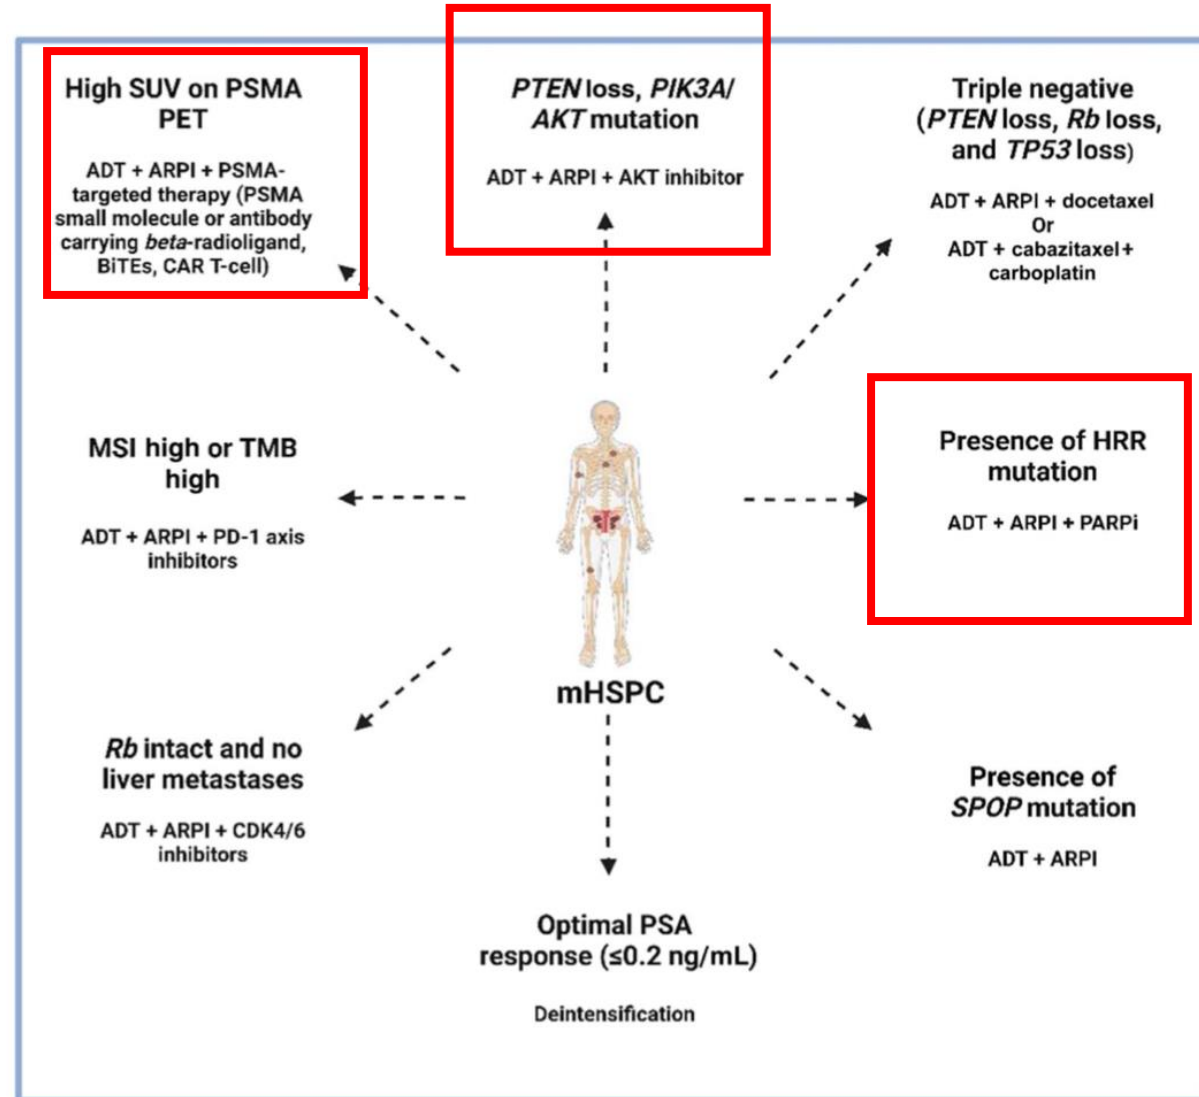 High SUV on PSMA
PET
ADT + ARPI + PSMA-
targeted therapy (PSMA
small molecule or antibody
carrying beta-radioligand,
BiTEs, CAR T-cell)
PTEN loss, PIK3A/
AKT mutation
ADT + ARPI + AKT inhibitor
Triple negative
(PTEN loss, Rb loss,
and TP53 loss)
ADT + ARPI + docetaxel
Or
ADT + cabazitaxel+
carboplatin
MSI high or TMB
high
ADT + ARPI + PD-1 axis
inhibitors
Presence of HRR
mutation
ADT + ARPI + PARPi
mHSPC
Rb intact and no
liver metastases
ADT + ARPI + CDK4/6
inhibitors
Presence of
SPOP mutation
ADT + ARPI
Optimal PSA
response (≤0.2 ng/mL)
Deintensification